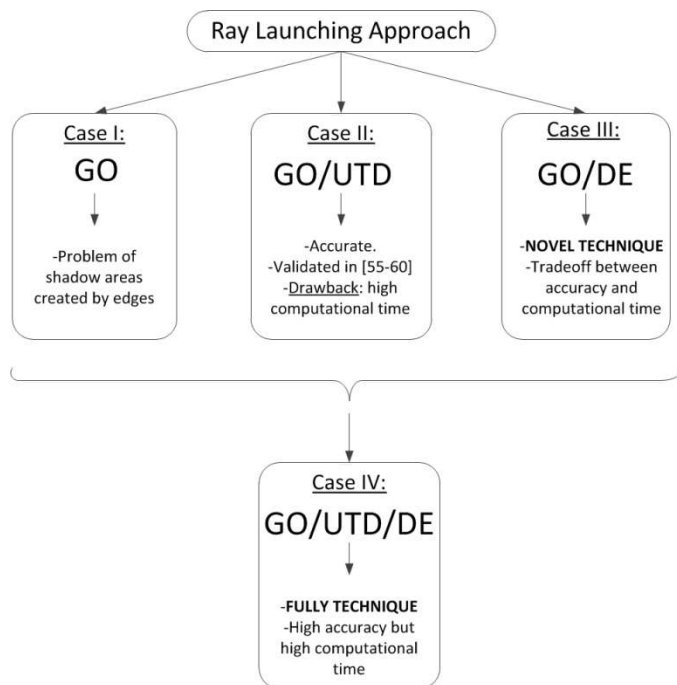 Ray Launching Approach
Case I:
GO
-Problem of
shadow areas
created by edges
Case II:
GO/UTD
-Accurate.
-Validated in [55-60]
-Drawback: high
computational time
Case III:
GO/DE
-NOVEL TECHNIQUE
-Tradeoff between
accuracy and
computational time
Case IV:
GO/UTD/DE
-FULLY TECHNIQUE
-High accuracy but
high computational
time